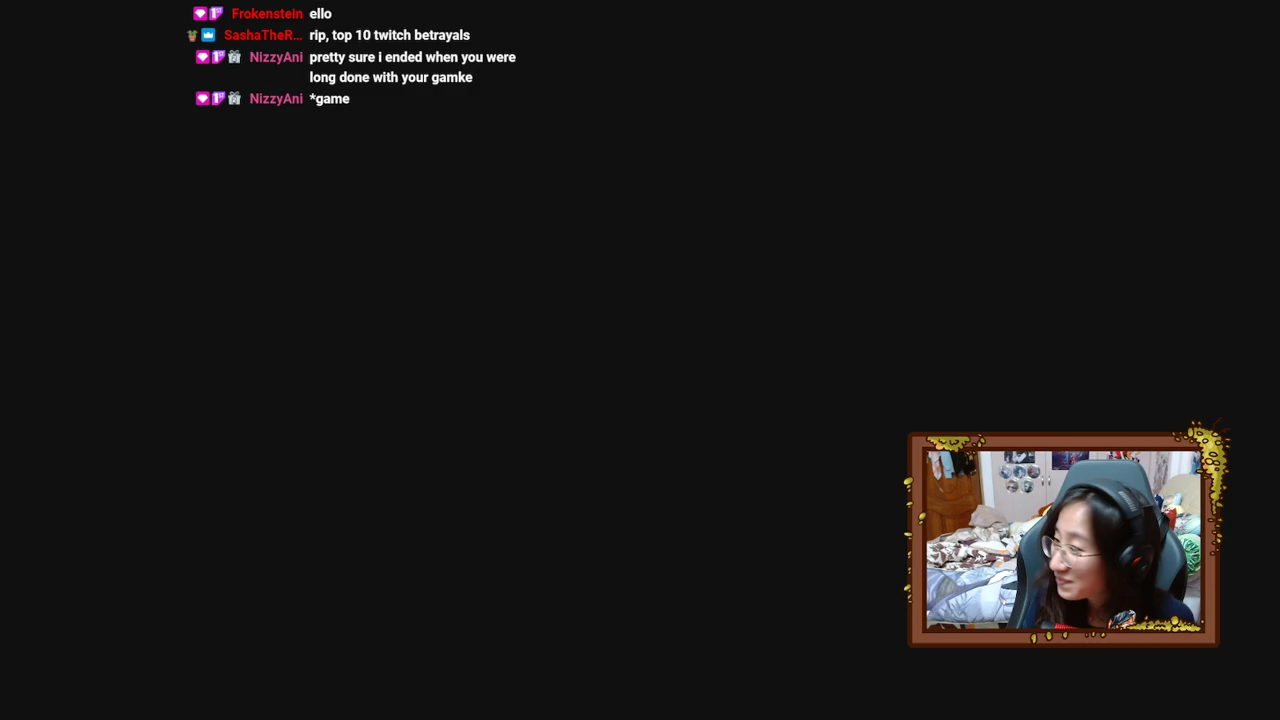 Frokenstein ello
SashaTheR... rip, top 10 twitch betrayals
NizzyAni pretty sure i ended when you were
long done with your gamke
NizzyAni *game